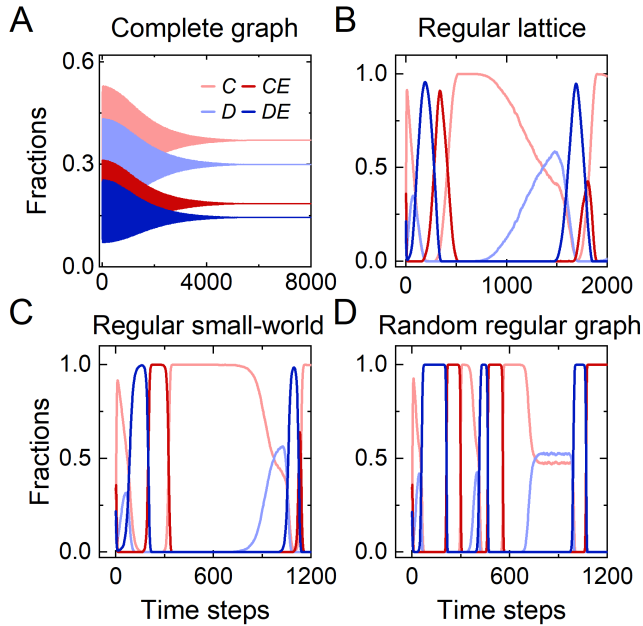 A Complete graph
0.6
0.3
0.0
Fractions
C CE
D DE
0 4000 8000
B Regular lattice
1.0
0.5
0.0
0 1000 2000
C Regular small-world
1.0
0.5
0.0
Fractions
0 600 1200
Time steps
D Random regular graph
1.0
0.5
0.0
0 600 1200
Time steps